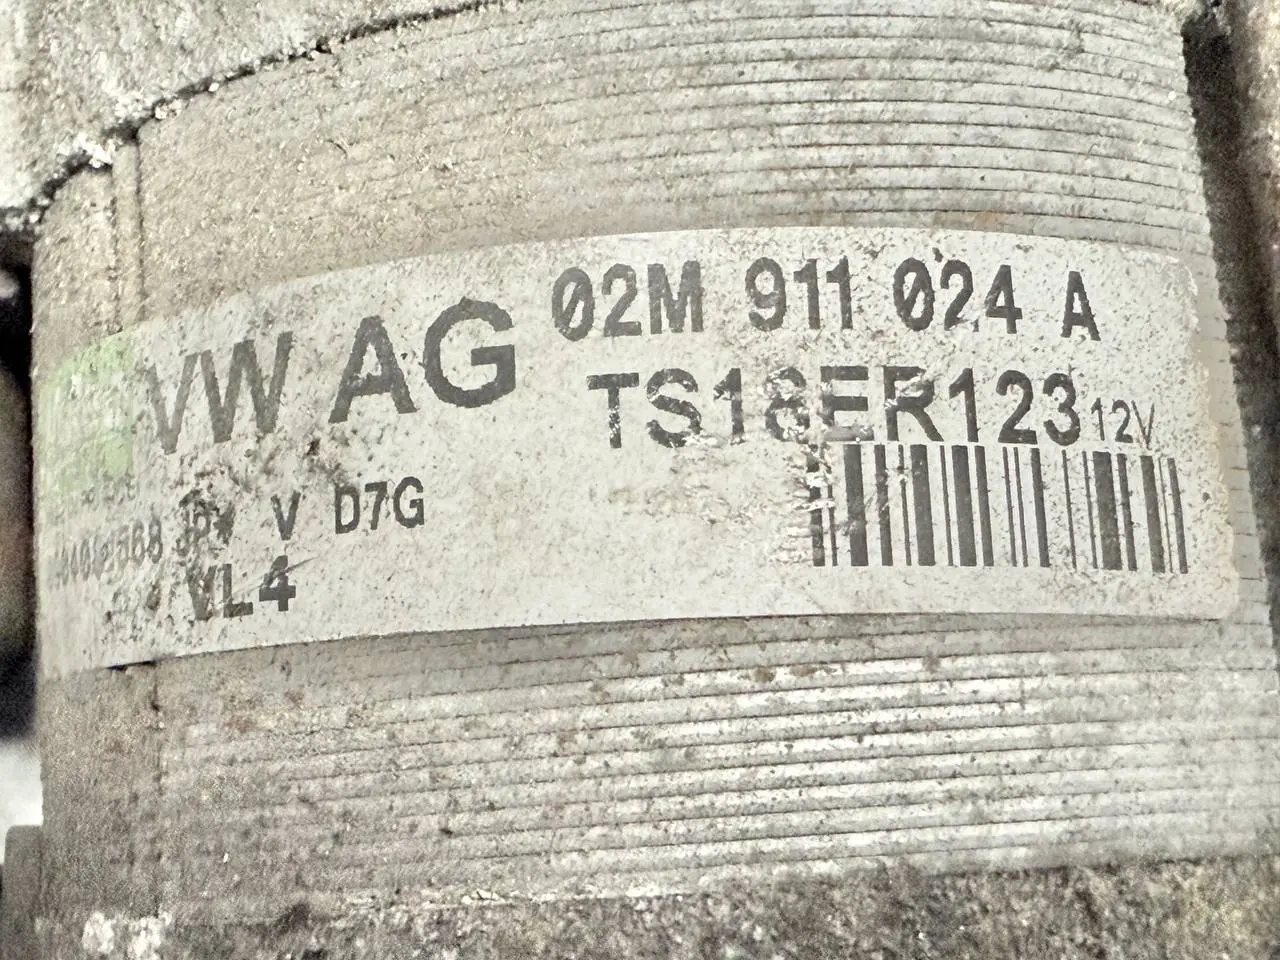 VW AG 02M 911 024 A
TS18ER123 12V
V D7G
VL4